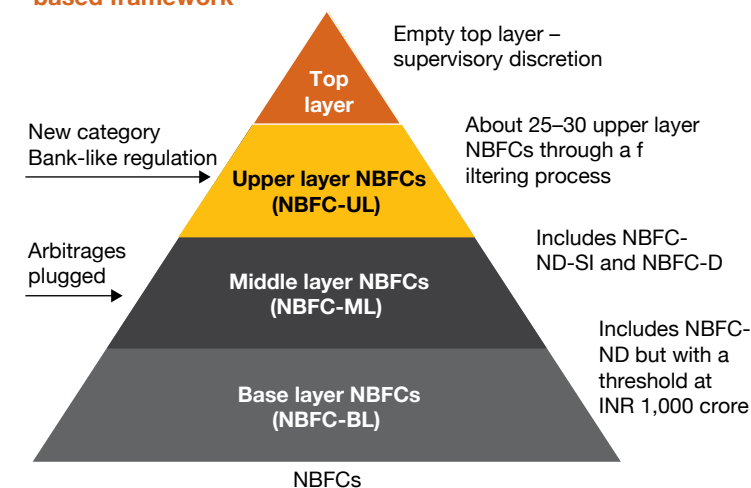 based framework
Empty top layer –
supervisory discretion
Top
layer
New category
Bank-like regulation
About 25–30 upper layer
NBFCs through a f
iltering process
Upper layer NBFCs
(NBFC-UL)
Arbitrages
plugged
Includes NBFC-
ND-SI and NBFC-D
Middle layer NBFCs
(NBFC-ML)
Includes NBFC-
ND but with a
threshold at
INR 1,000 crore
Base layer NBFCs
(NBFC-BL)
NBFCs